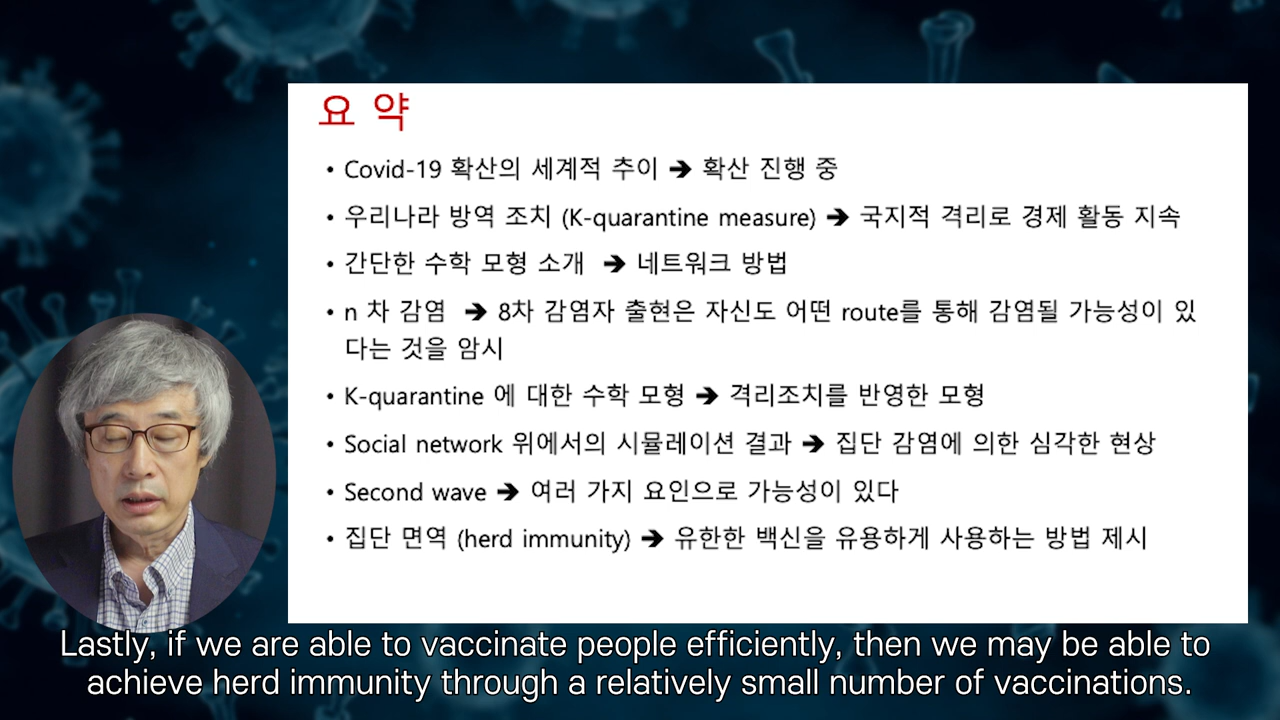 요 약
• Covid-19 확산의 세계적 추이 ➔ 확산 진행 중
• 우리나라 방역 조치 (K-quarantine measure) ➔ 국지적 격리로 경제 활동 지속
• 간단한 수학 모형 소개 ➔ 네트워크 방법
• n 차 감염 ➔ 8차 감염자 출현은 자신도 어떤 route를 통해 감염될 가능성이 있
다는 것을 암시
• K-quarantine 에 대한 수학 모형 ➔ 격리조치를 반영한 모형
• Social network 위에서의 시뮬레이션 결과 ➔ 집단 감염에 의한 심각한 현상
• Second wave ➔ 여러 가지 요인으로 가능성이 있다
• 집단 면역 (herd immunity) ➔ 유한한 백신을 유용하게 사용하는 방법 제시
Lastly, if we are able to vaccinate people efficiently, then we may be able to
achieve herd immunity through a relatively small number of vaccinations.